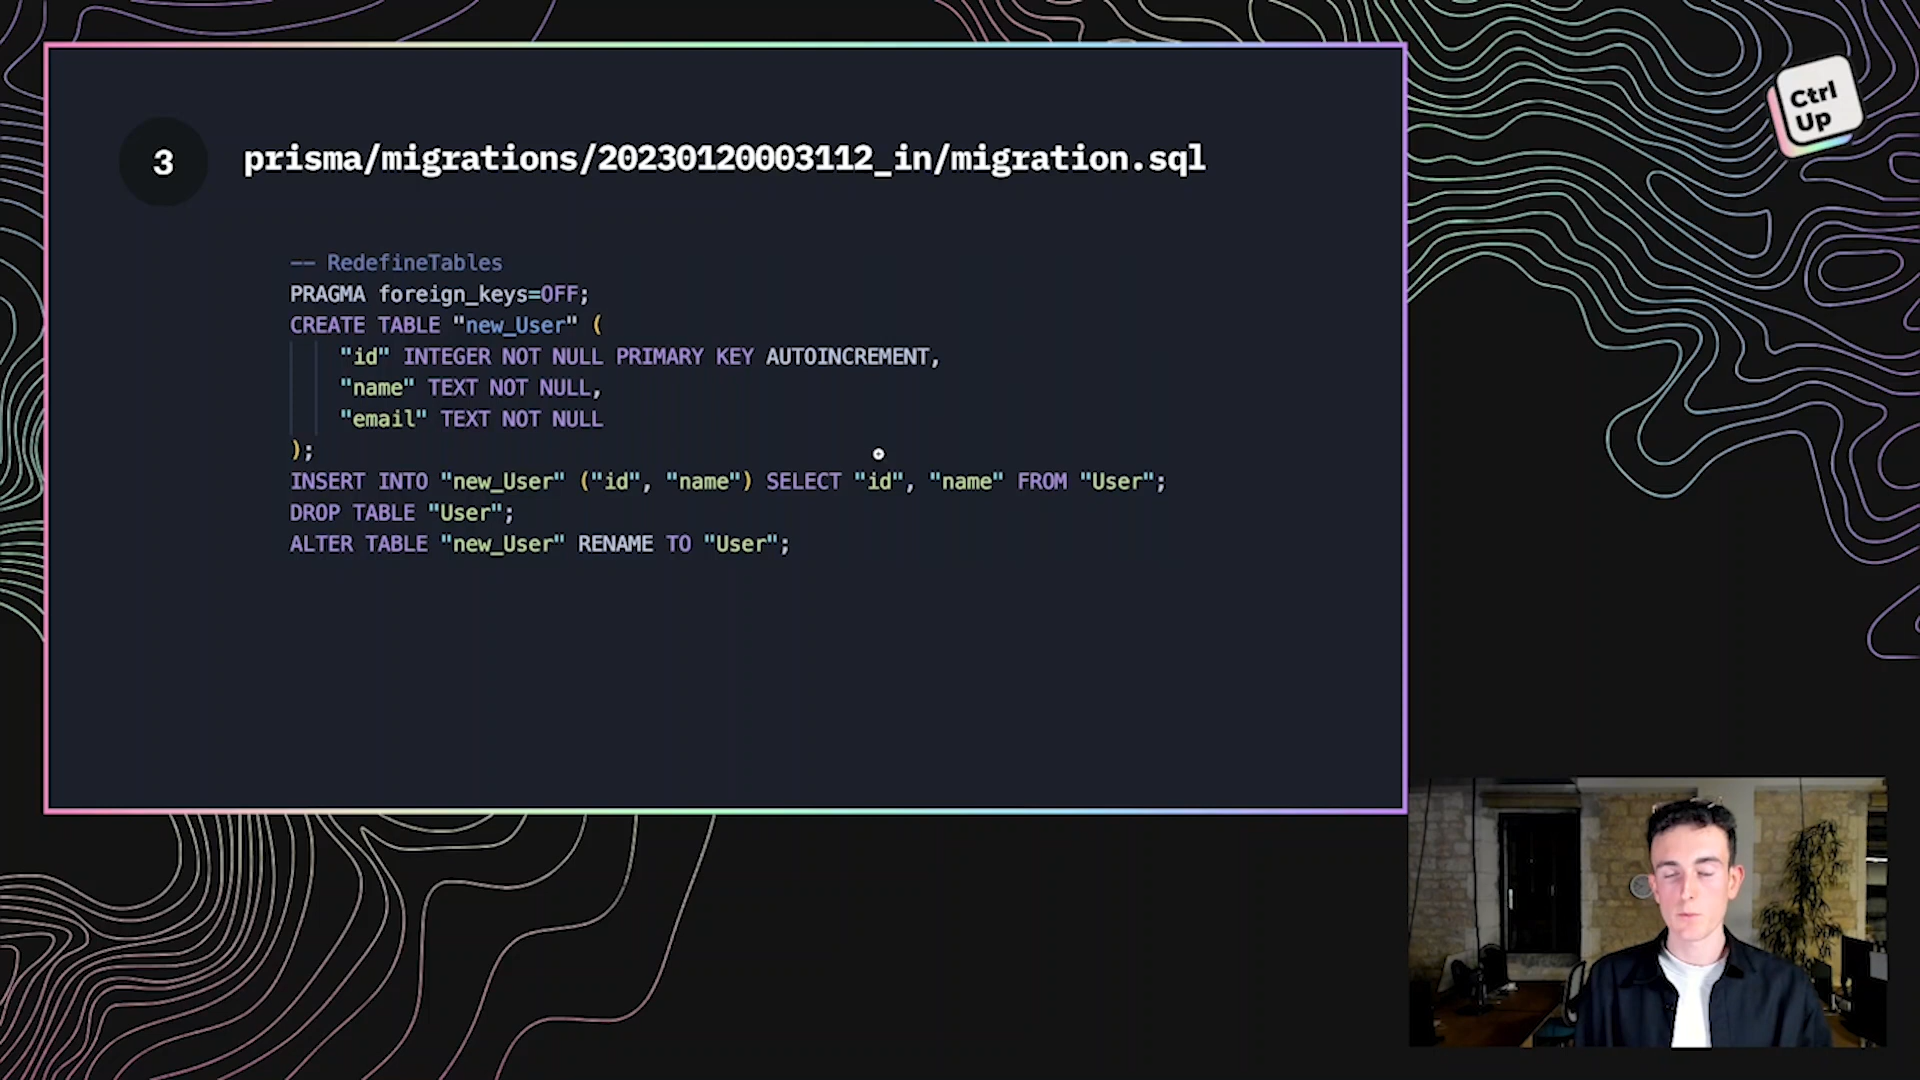 3
prisma/migrations/20230120003112_in/migration.sql
-- RedefineTables
PRAGMA foreign_keys=OFF;
CREATE TABLE "new_User" (
"id" INTEGER NOT NULL PRIMARY KEY AUTOINCREMENT,
"name" TEXT NOT NULL,
"email" TEXT NOT NULL
);
INSERT INTO "new_User" ("id", "name") SELECT "id", "name" FROM "User";
DROP TABLE "User";
ALTER TABLE "new_User" RENAME TO "User";
Ctrl
Up